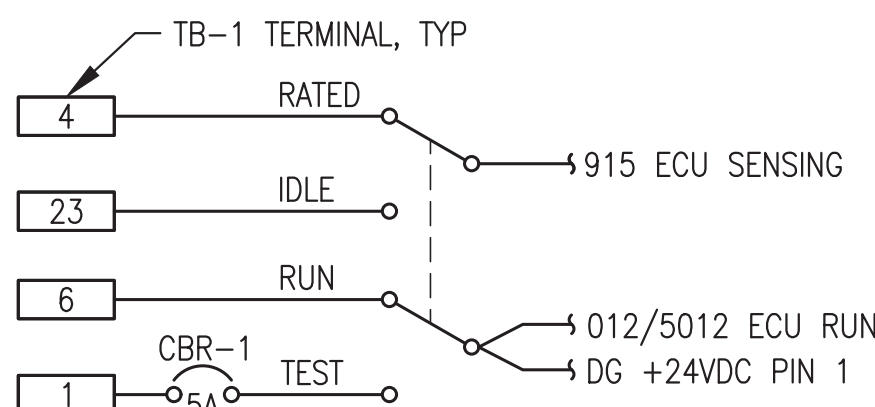 TB-1 TERMINAL, TYP
4 RATED
915 ECU SENSING
23 IDLE
6 RUN
012/5012 ECU RUN
DG +24VDC PIN 1
CBR-1
1 5A TEST